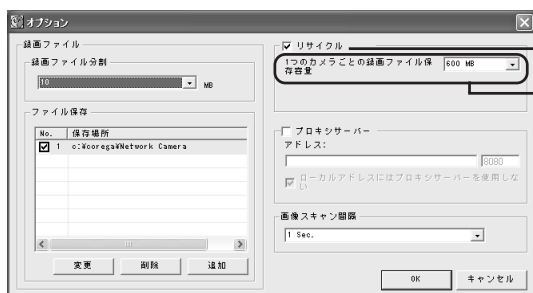 オプション
録画ファイル
録画ファイル分割
10
MB
ファイル保存
No. 保存場所
1 c:¥corega¥Network Camera
変更 削除 追加
リサイクル
1つのカメラごとの録画ファイル保
存容量
600 MB
プロキシサーバー
アドレス:
8080
ローカルアドレスにはプロキシサーバーを使用しな
い
画像スキャン間隔
1 Sec.
OK キャンセル